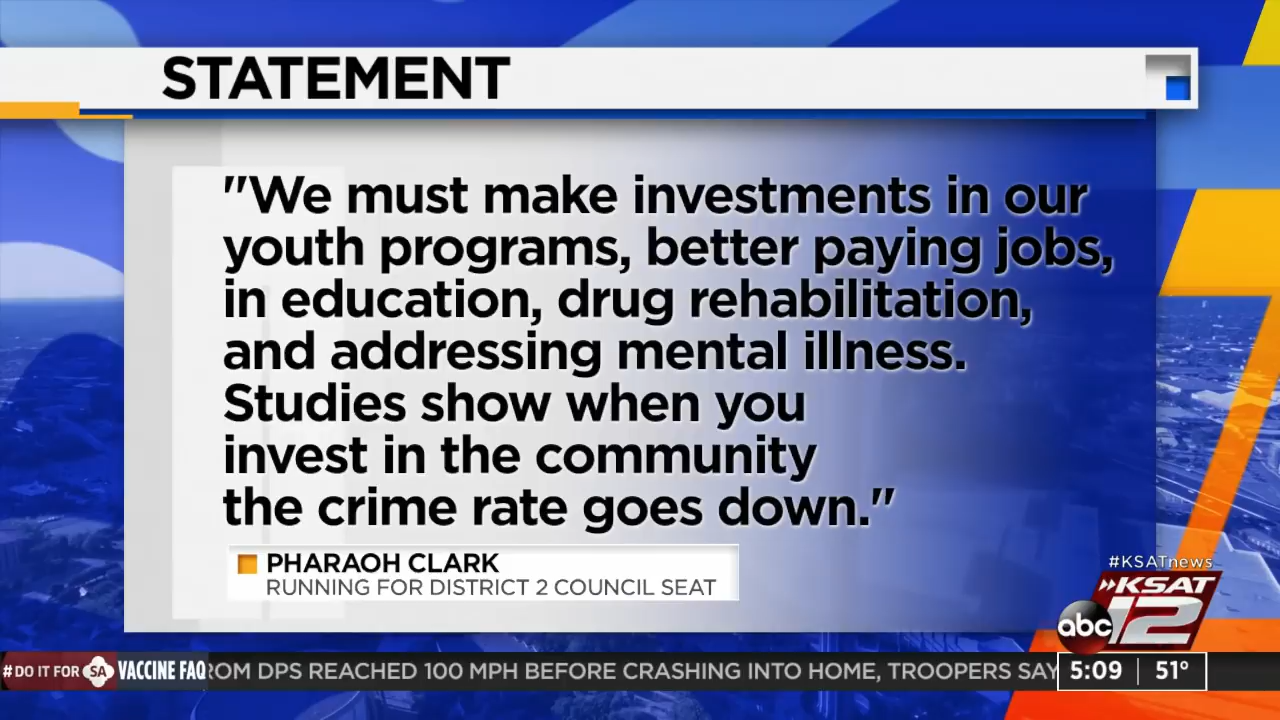 STATEMENT
"We must make investments in our
youth programs, better paying jobs,
in education, drug rehabilitation,
and addressing mental illness.
Studies show when you
invest in the community
the crime rate goes down."
PHARAOH CLARK
RUNNING FOR DISTRICT 2 COUNCIL SEAT
#KSATnews
KSAT
abc 12
#DO IT FOR SA VACCINE FAQ ROM DPS REACHED 100 MPH BEFORE CRASHING INTO HOME, TROOPERS SAY 5:09 51°